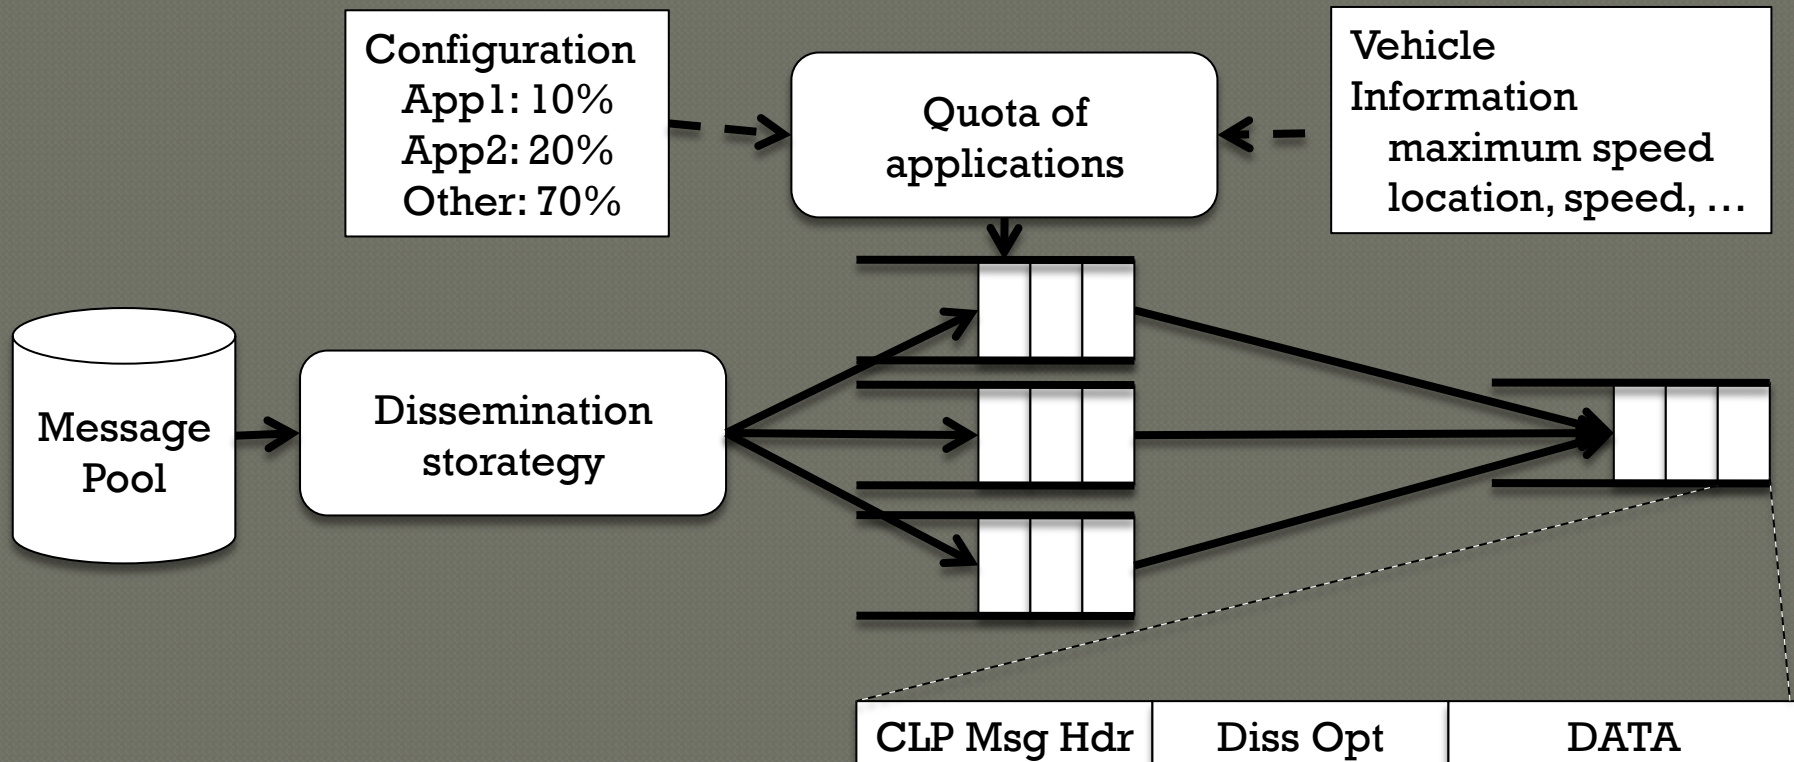 Configuration
App1: 10%
App2: 20%
Other: 70%
Quota of
applications
Vehicle
Information
maximum speed
location, speed, ...
Message
Pool
Dissemination
storategy
CLP Msg Hdr
Diss Opt
DATA